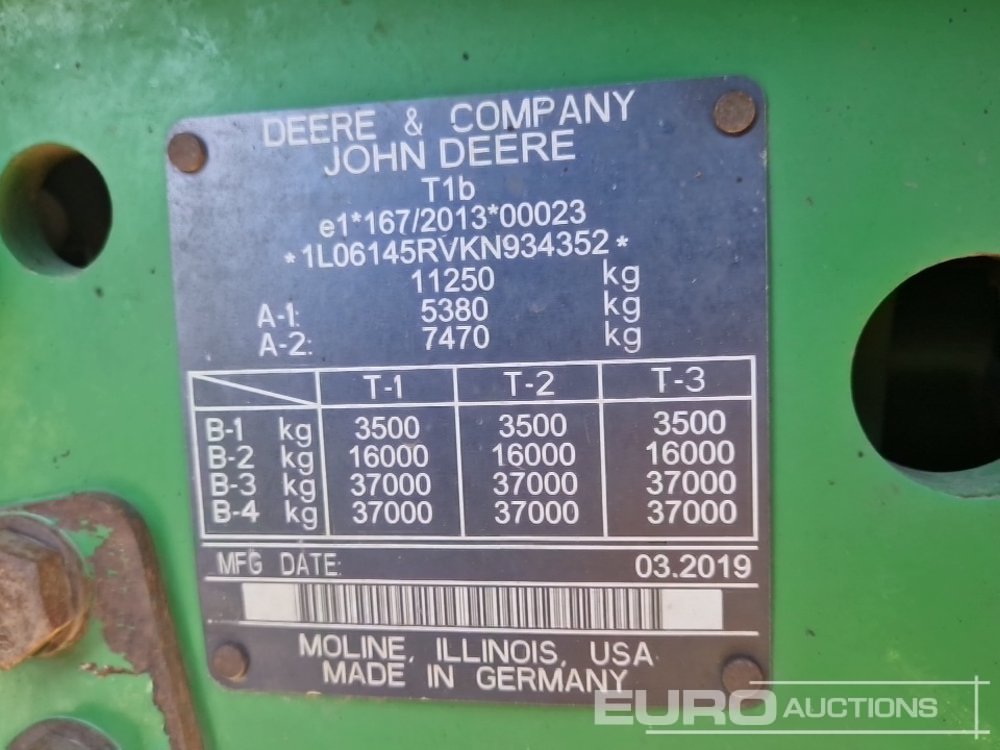 DEERE & COMPANY
JOHN DEERE
T1b
e1*167/2013*00023
*1L06145RVKN934352*
11250 kg
A-1: 5380 kg
A-2: 7470 kg
T-1 T-2 T-3
B-1 kg 3500 3500 3500
B-2 kg 16000 16000 16000
B-3 kg 37000 37000 37000
B-4 kg 37000 37000 37000
MFG DATE: 03.2019
MOLINE, ILLINOIS, USA
MADE IN GERMANY
EURO AUCTIONS